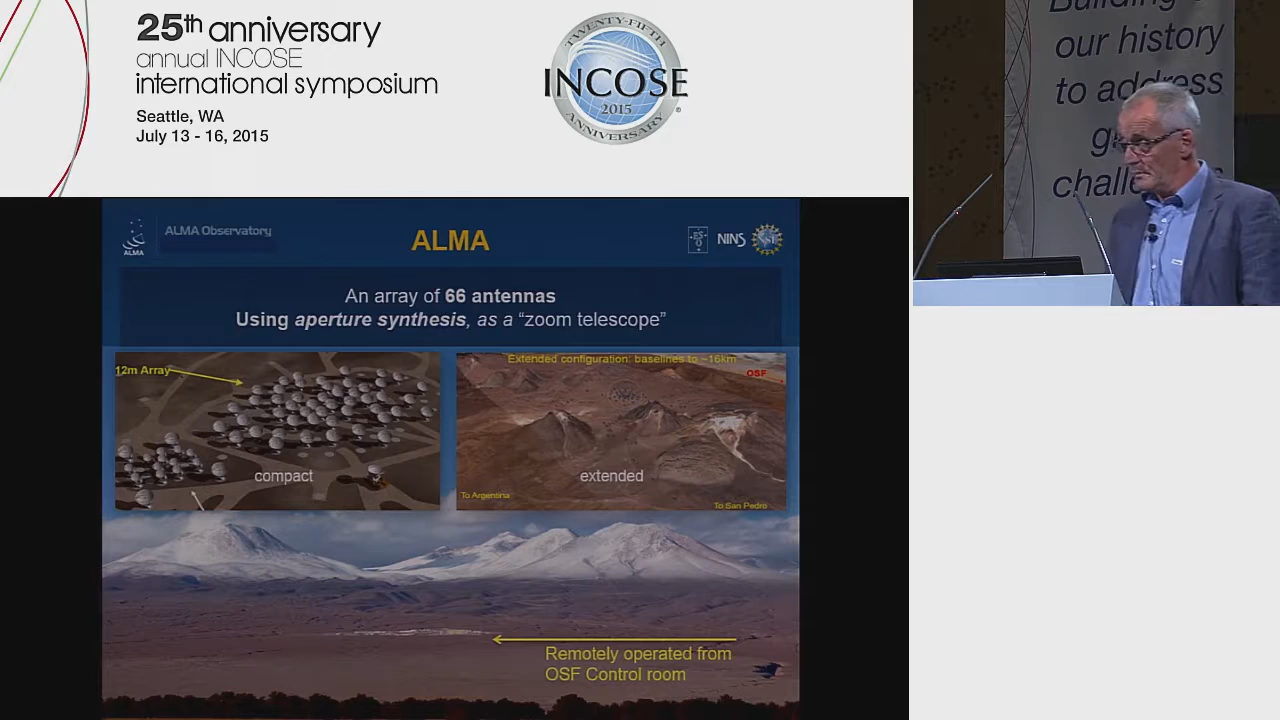 25th anniversary
annual INCOSE
international symposium
Seattle, WA
July 13 - 16, 2015
TWENTY-FIFTH
INCOSE
2015
ANNIVERSARY
our history
to address
ALMA
ALMA Observatory
ALMA
NINS
An array of 66 antennas
Using aperture synthesis, as a “zoom telescope”
12m Array
compact
Extended configuration: baselines to ~16km
OSF
extended
To Argentina
To San Pedro
Remotely operated from
OSF Control room